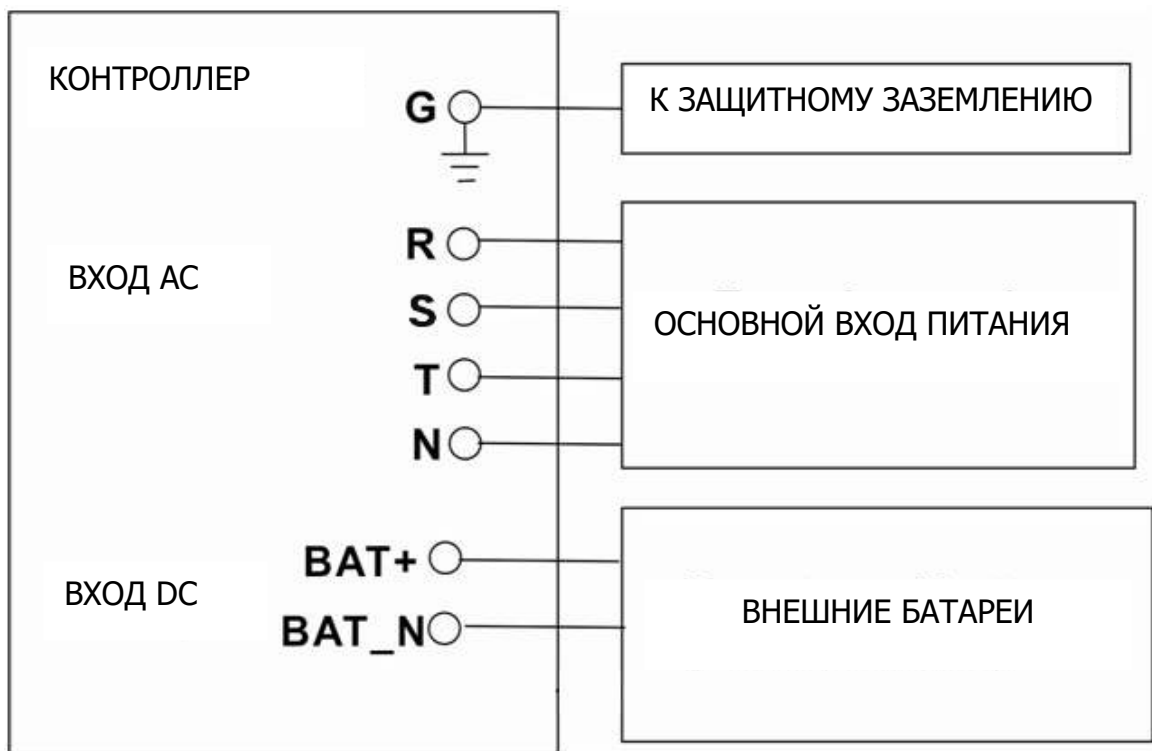 КОНТРОЛЛЕР
G
К ЗАЩИТНОМУ ЗАЗЕМЛЕНИЮ
ВХОД AC
R
S
T
N
ОСНОВНОЙ ВХОД ПИТАНИЯ
ВХОД DC
BAT+
BAT_N
ВНЕШНИЕ БАТАРЕИ